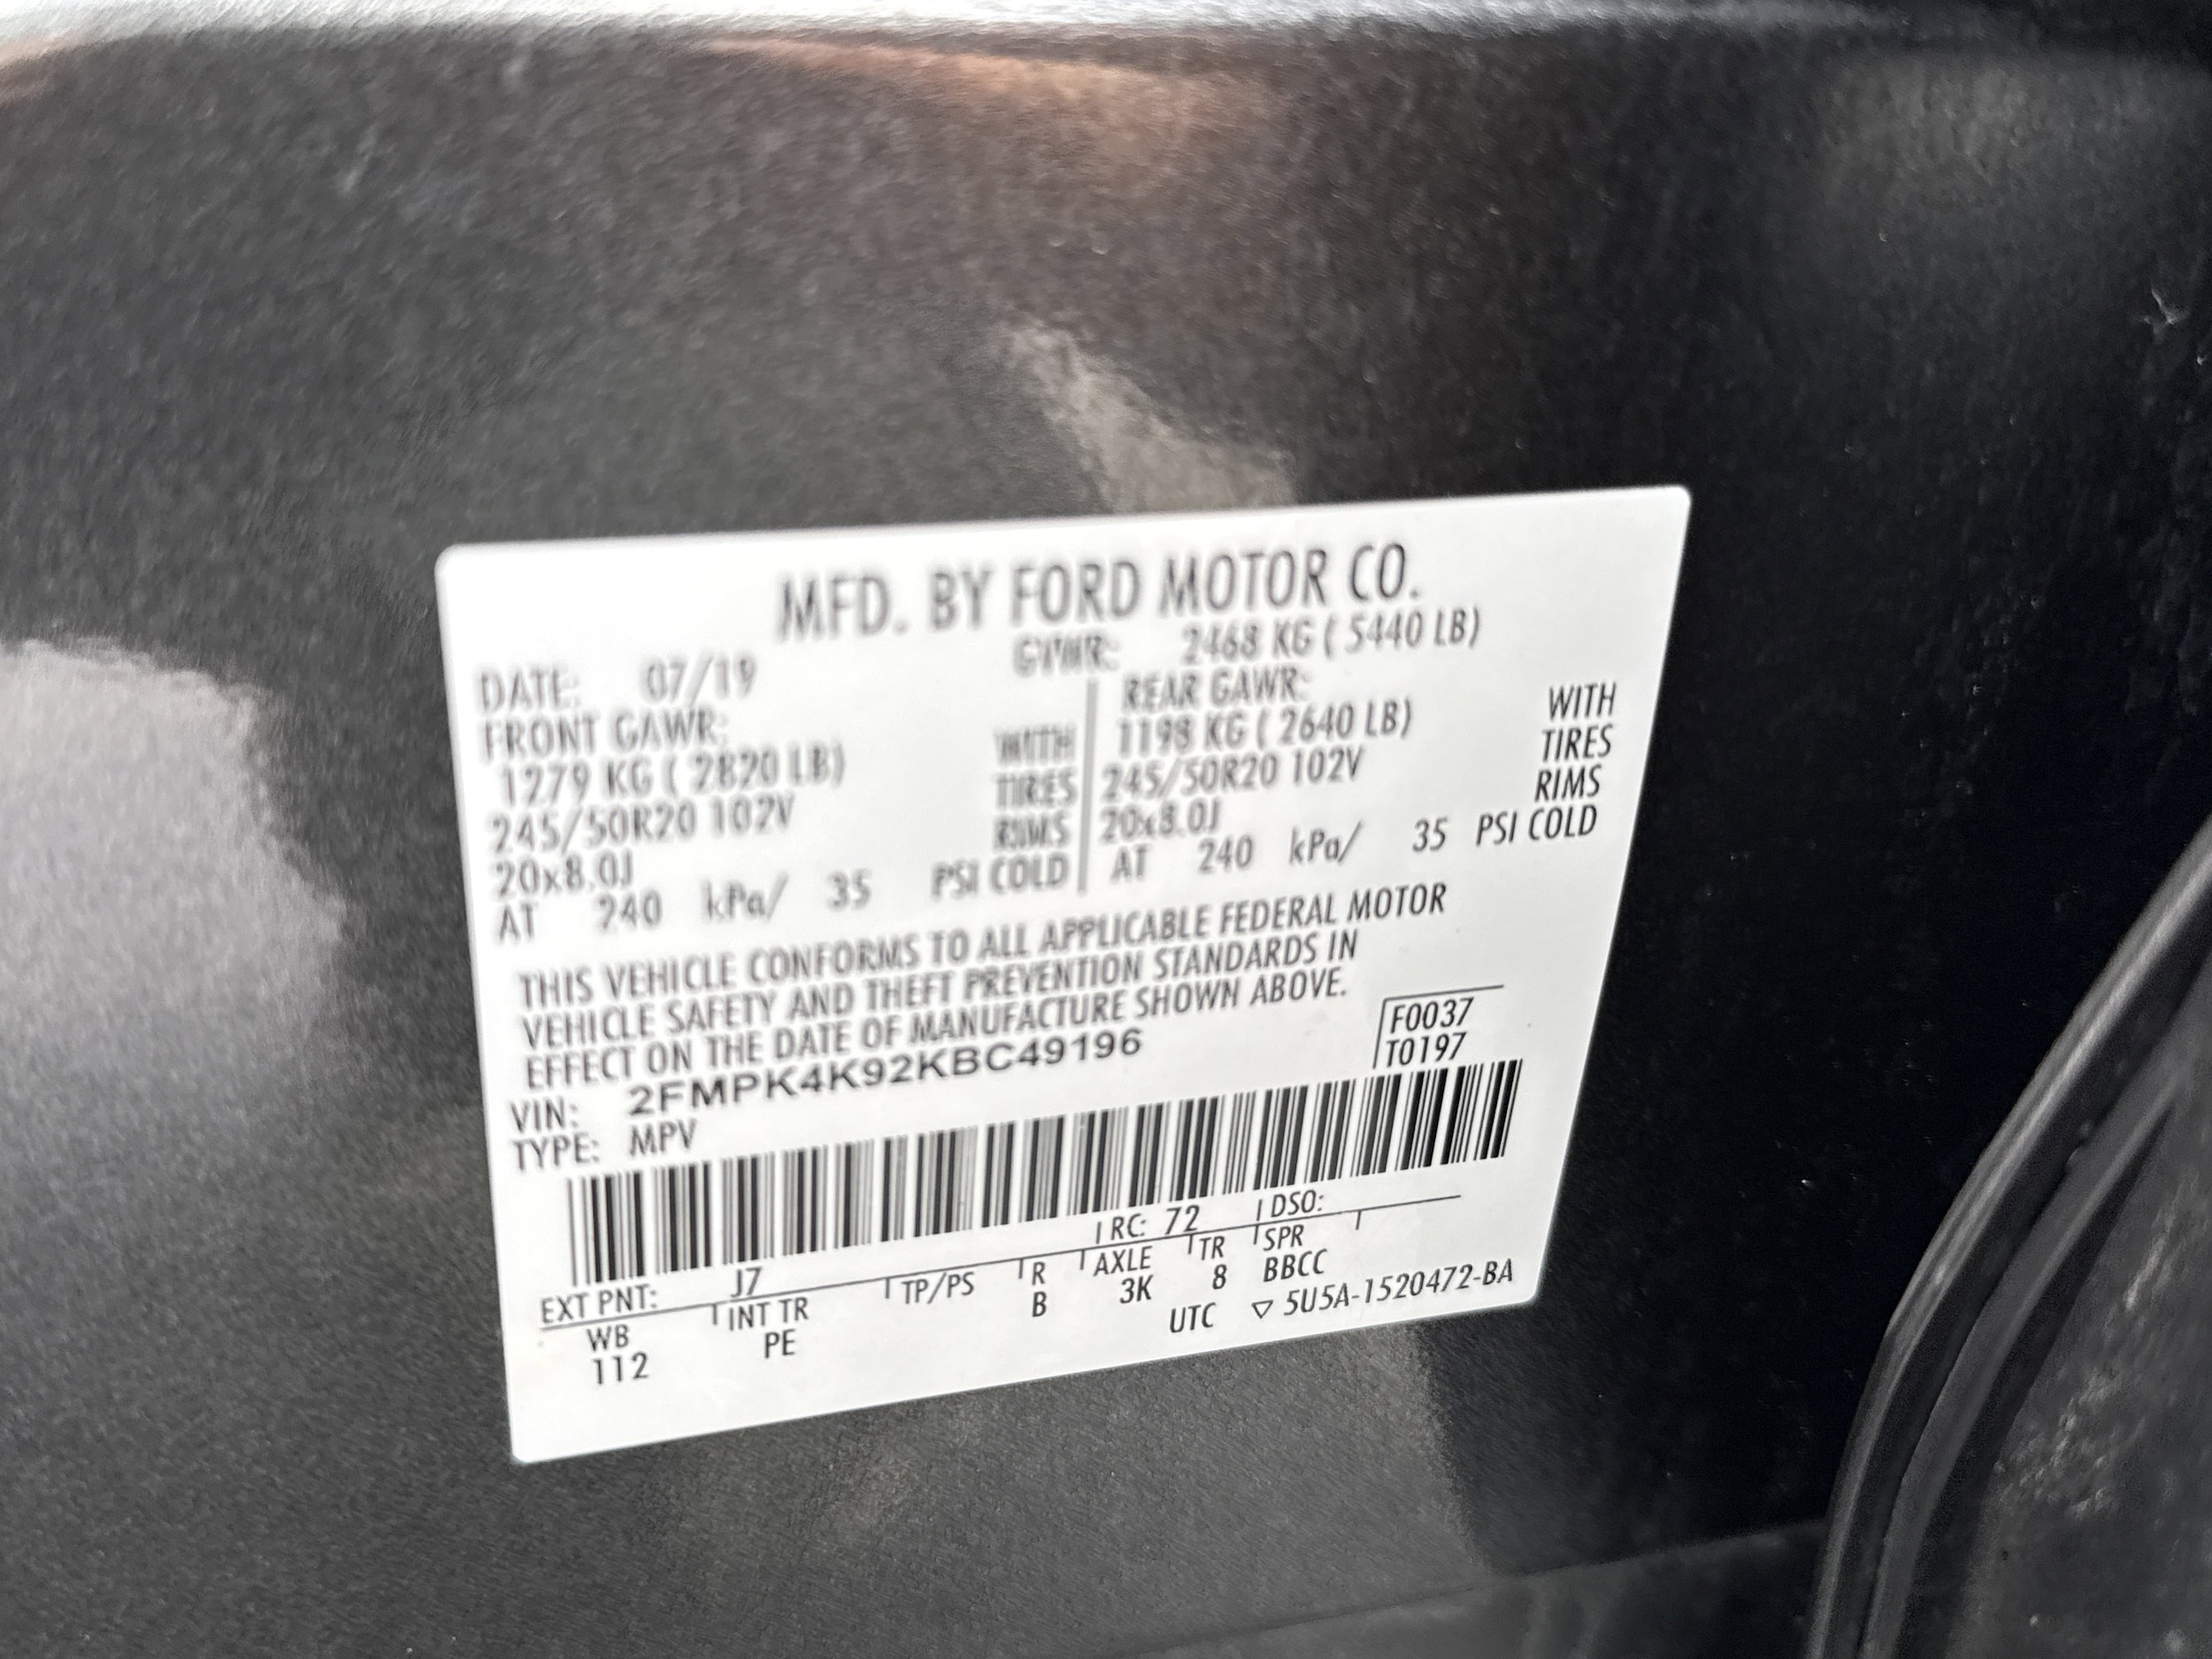 MFD. BY FORD MOTOR CO.
DATE: 07/19 GVWR: 2468 KG ( 5440 LB)
FRONT GAWR: REAR GAWR:
1279 KG ( 2820 LB) WITH 1198 KG ( 2640 LB) WITH
245/50R20 102V TIRES 245/50R20 102V TIRES
20x8.0J RIMS 20x8.0J RIMS
AT 240 kPa/ 35 PSI COLD AT 240 kPa/ 35 PSI COLD
THIS VEHICLE CONFORMS TO ALL APPLICABLE FEDERAL MOTOR
VEHICLE SAFETY AND THEFT PREVENTION STANDARDS IN
EFFECT ON THE DATE OF MANUFACTURE SHOWN ABOVE.
VIN: 2FMPK4K92KBC49196 F0037
TYPE: MPV T0197
EXT PNT: J7 RC: 72 DSO:
WB INT TR TP/PS R AXLE TR SPR
112 PE B 3K 8 BBCC
UTC ▽ 5U5A-1520472-BA